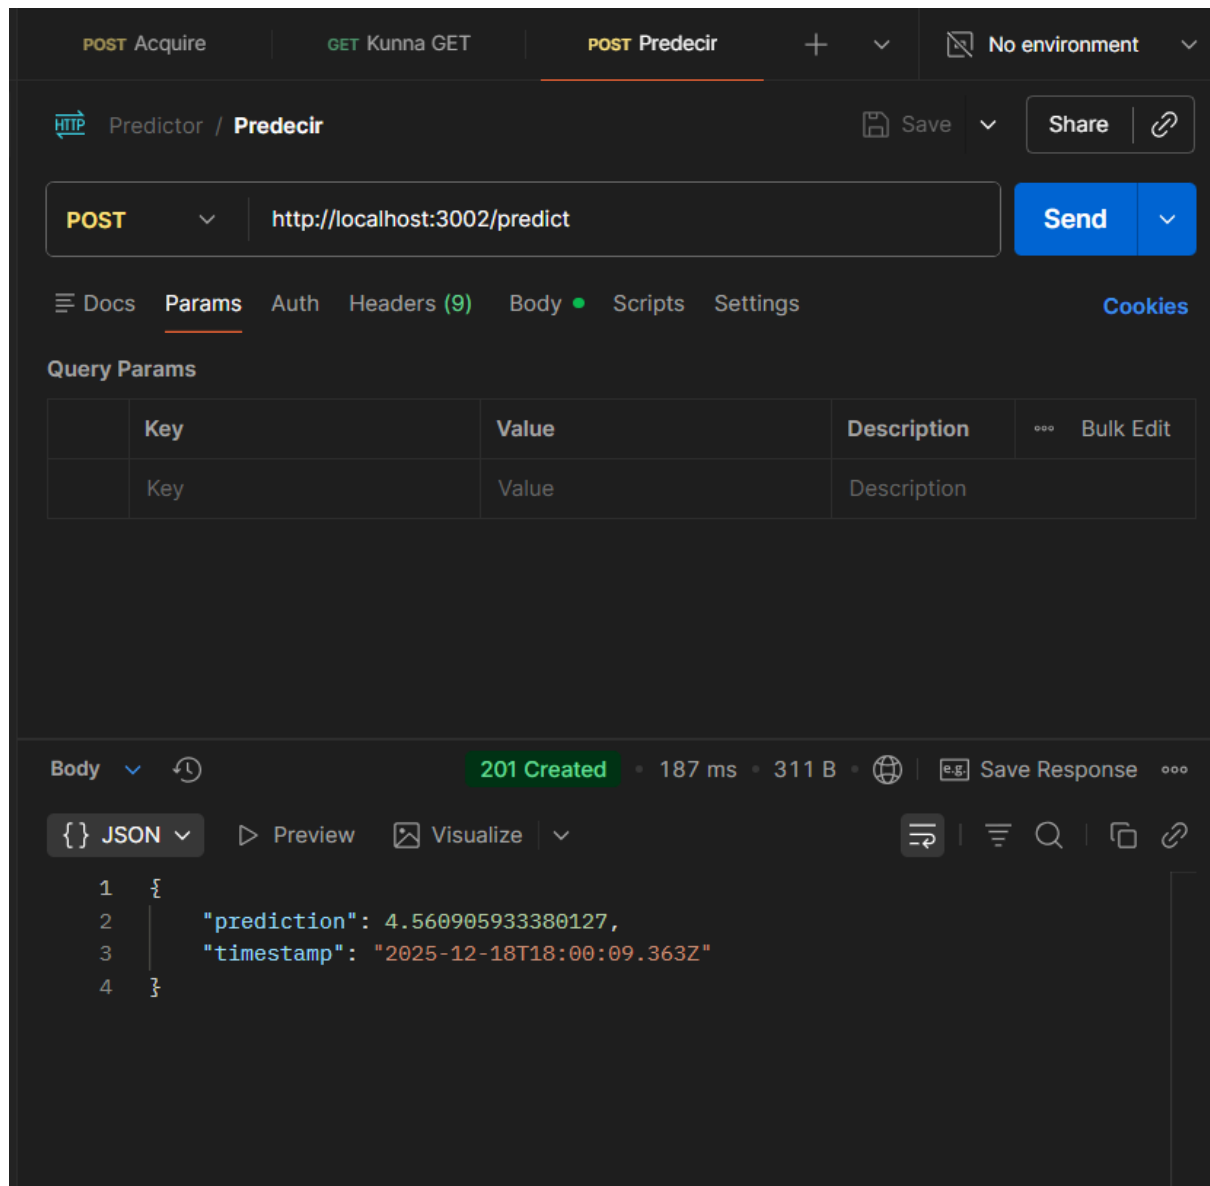 POST Acquire GET Kunna GET POST Predecir No environment
HTTP Predictor / Predecir Save Share
POST http://localhost:3002/predict Send
Docs Params Auth Headers (9) Body Scripts Settings Cookies
Query Params
Key Value Description Bulk Edit
Key Value Description
Body 201 Created • 187 ms • 311 B • e.g. Save Response
{} JSON Preview Visualize
1 {
2 "prediction": 4.560905933380127,
3 "timestamp": "2025-12-18T18:00:09.363Z"
4 }